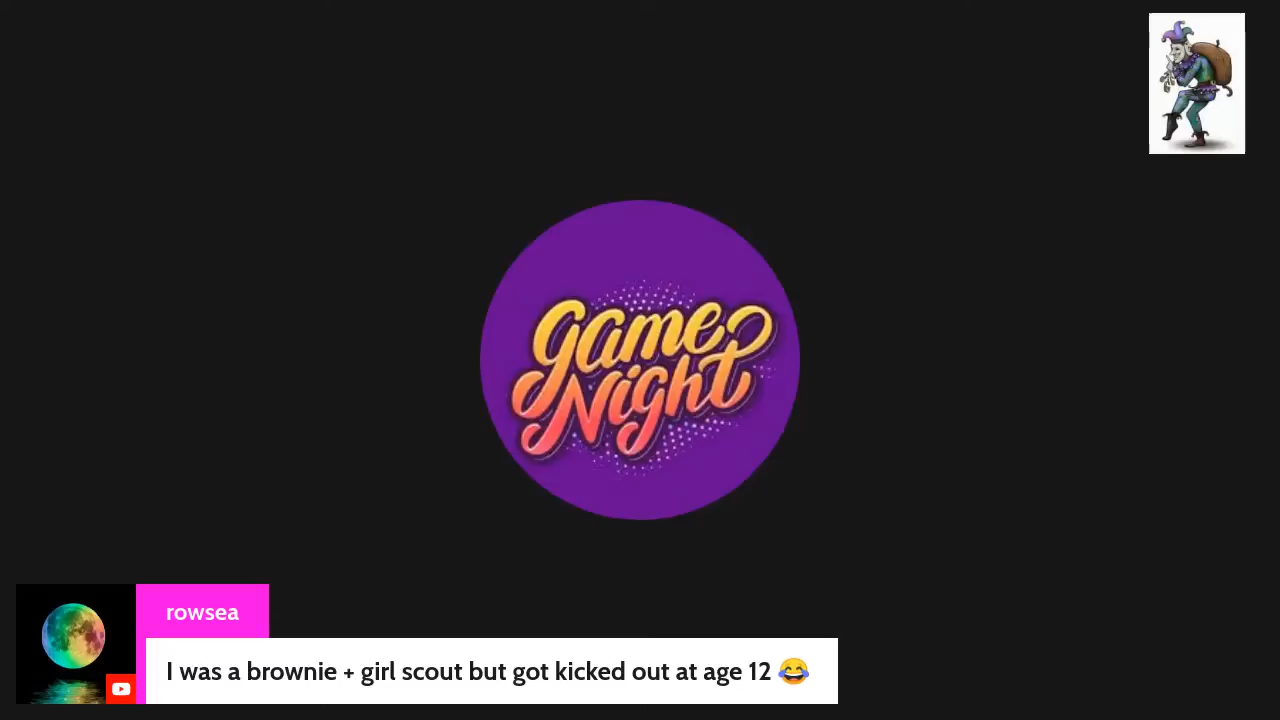 game
Night
rowsea
I was a brownie + girl scout but got kicked out at age 12 😂